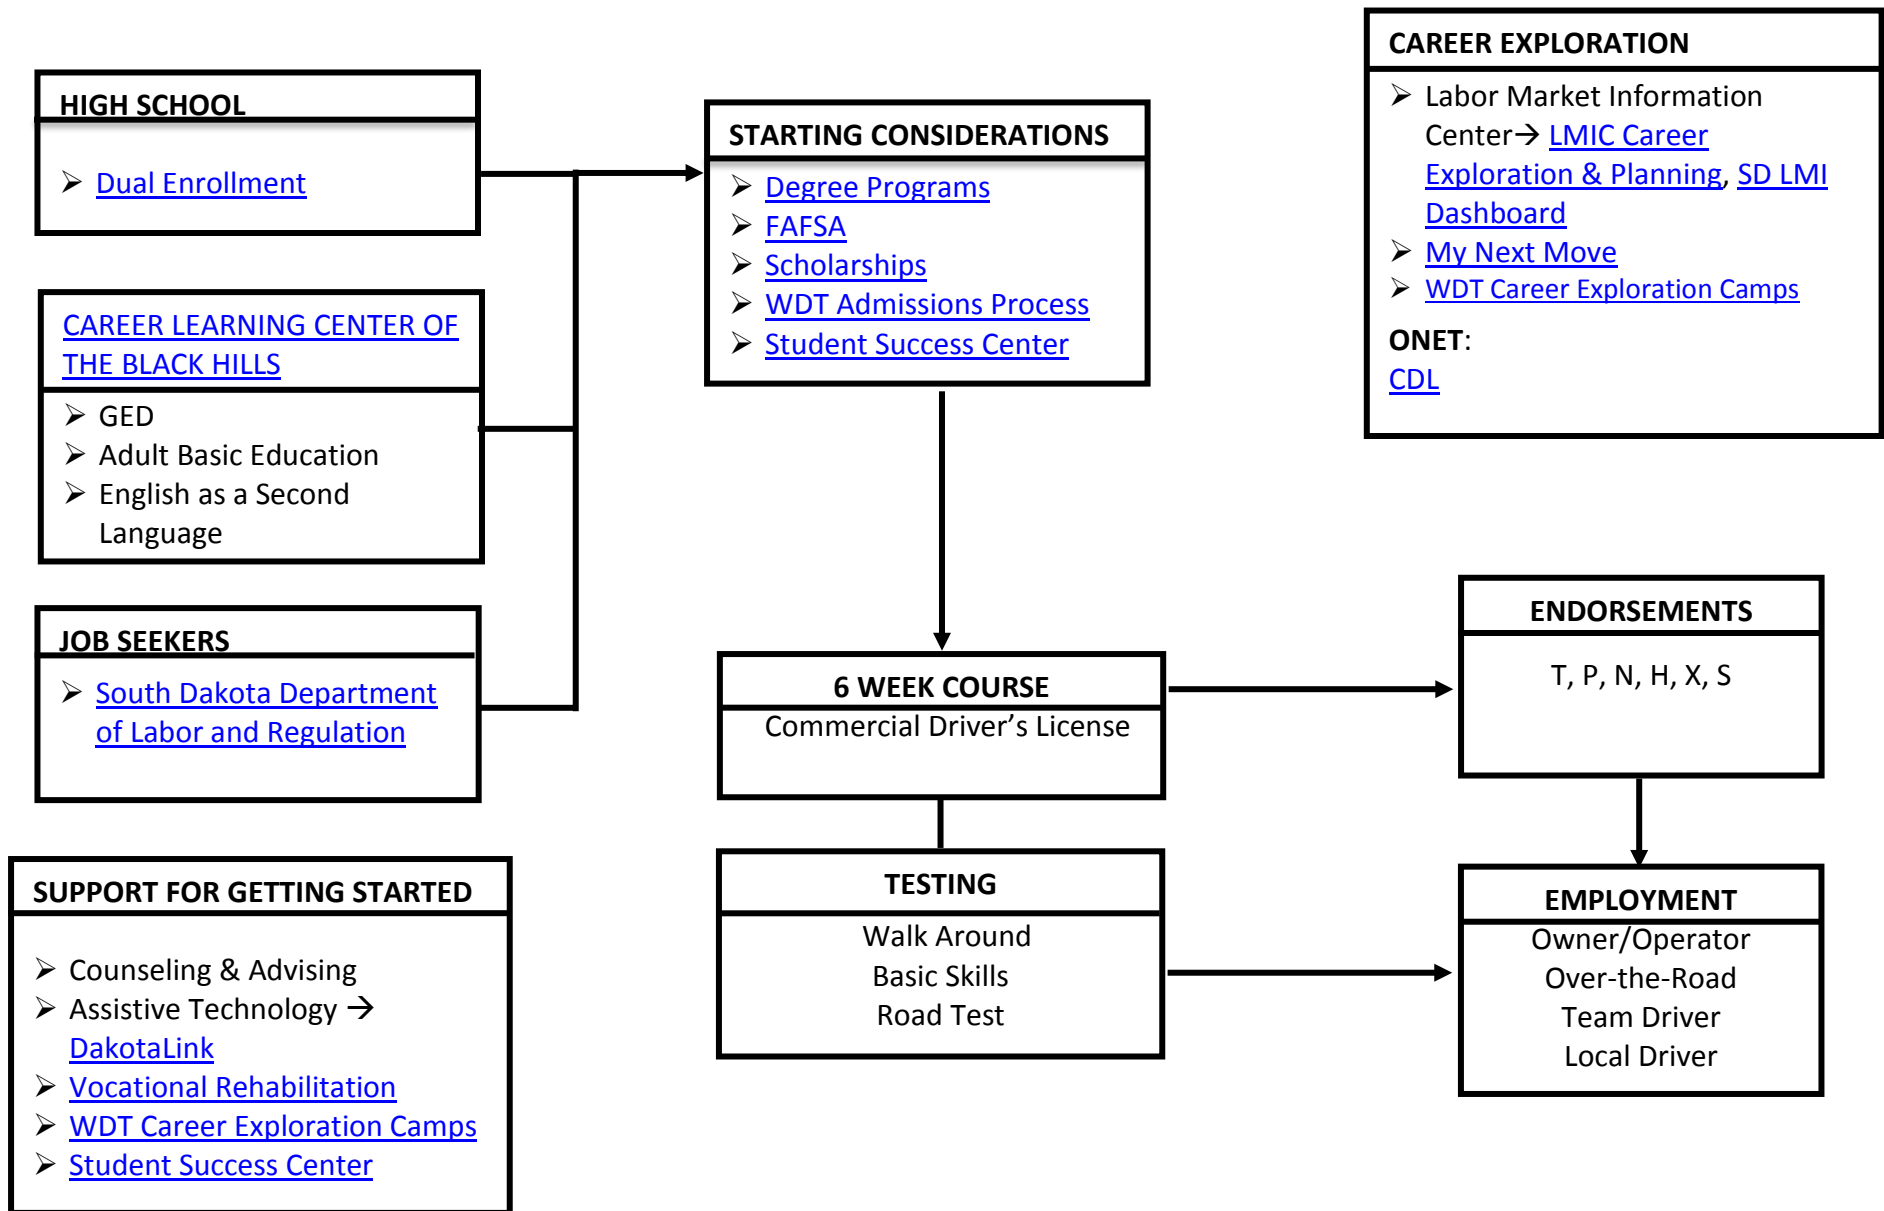 HIGH SCHOOL
➢ Dual Enrollment
CAREER LEARNING CENTER OF
THE BLACK HILLS
➢ GED
➢ Adult Basic Education
➢ English as a Second
Language
JOB SEEKERS
➢ South Dakota Department
of Labor and Regulation
SUPPORT FOR GETTING STARTED
➢ Counseling & Advising
➢ Assistive Technology →
DakotaLink
➢ Vocational Rehabilitation
➢ WDT Career Exploration Camps
➢ Student Success Center
STARTING CONSIDERATIONS
➢ Degree Programs
➢ FAFSA
➢ Scholarships
➢ WDT Admissions Process
➢ Student Success Center
6 WEEK COURSE
Commercial Driver’s License
TESTING
Walk Around
Basic Skills
Road Test
CAREER EXPLORATION
➢ Labor Market Information
Center→ LMIC Career
Exploration & Planning, SD LMI
Dashboard
➢ My Next Move
➢ WDT Career Exploration Camps
ONET:
CDL
ENDORSEMENTS
T, P, N, H, X, S
EMPLOYMENT
Owner/Operator
Over-the-Road
Team Driver
Local Driver